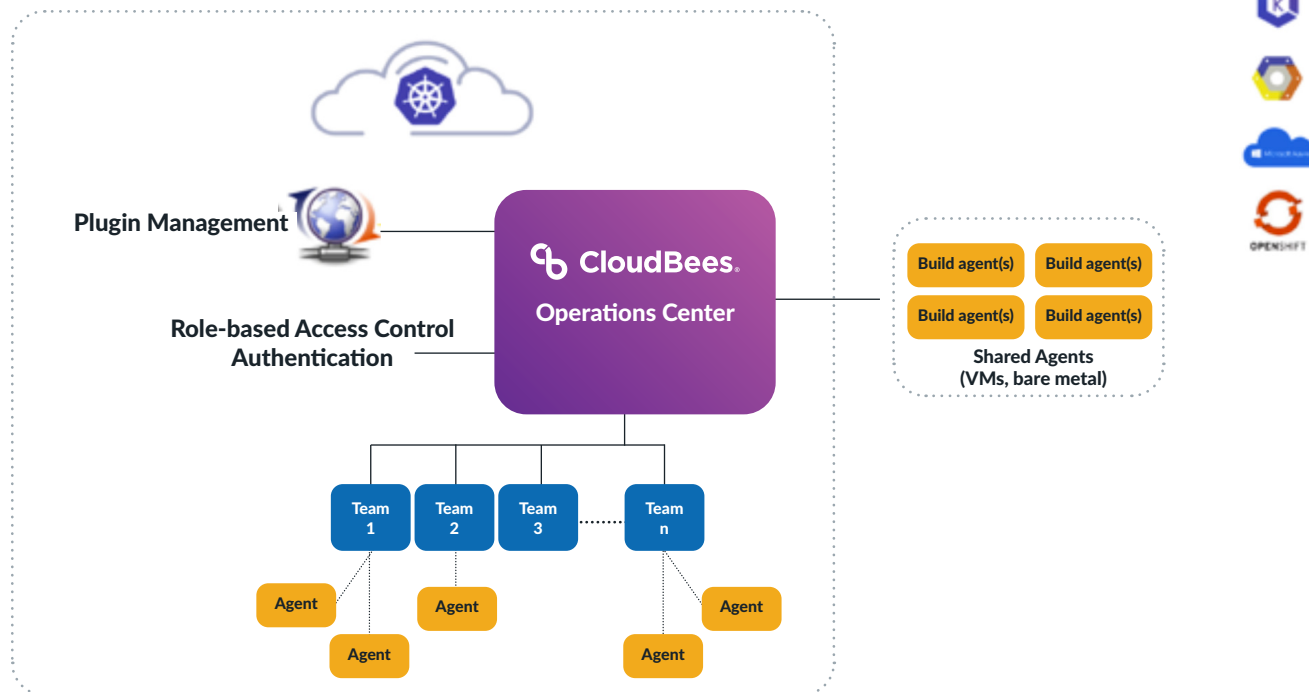 Plugin Management
CloudBees.
Operations Center
Role-based Access Control
Authentication
Build agent(s)
Build agent(s)
Build agent(s)
Build agent(s)
Shared Agents
(VMs, bare metal)
Team
1
Team
2
Team
3
Team
n
Agent
Agent
Agent
Agent
Agent
K
OPENSHIFT